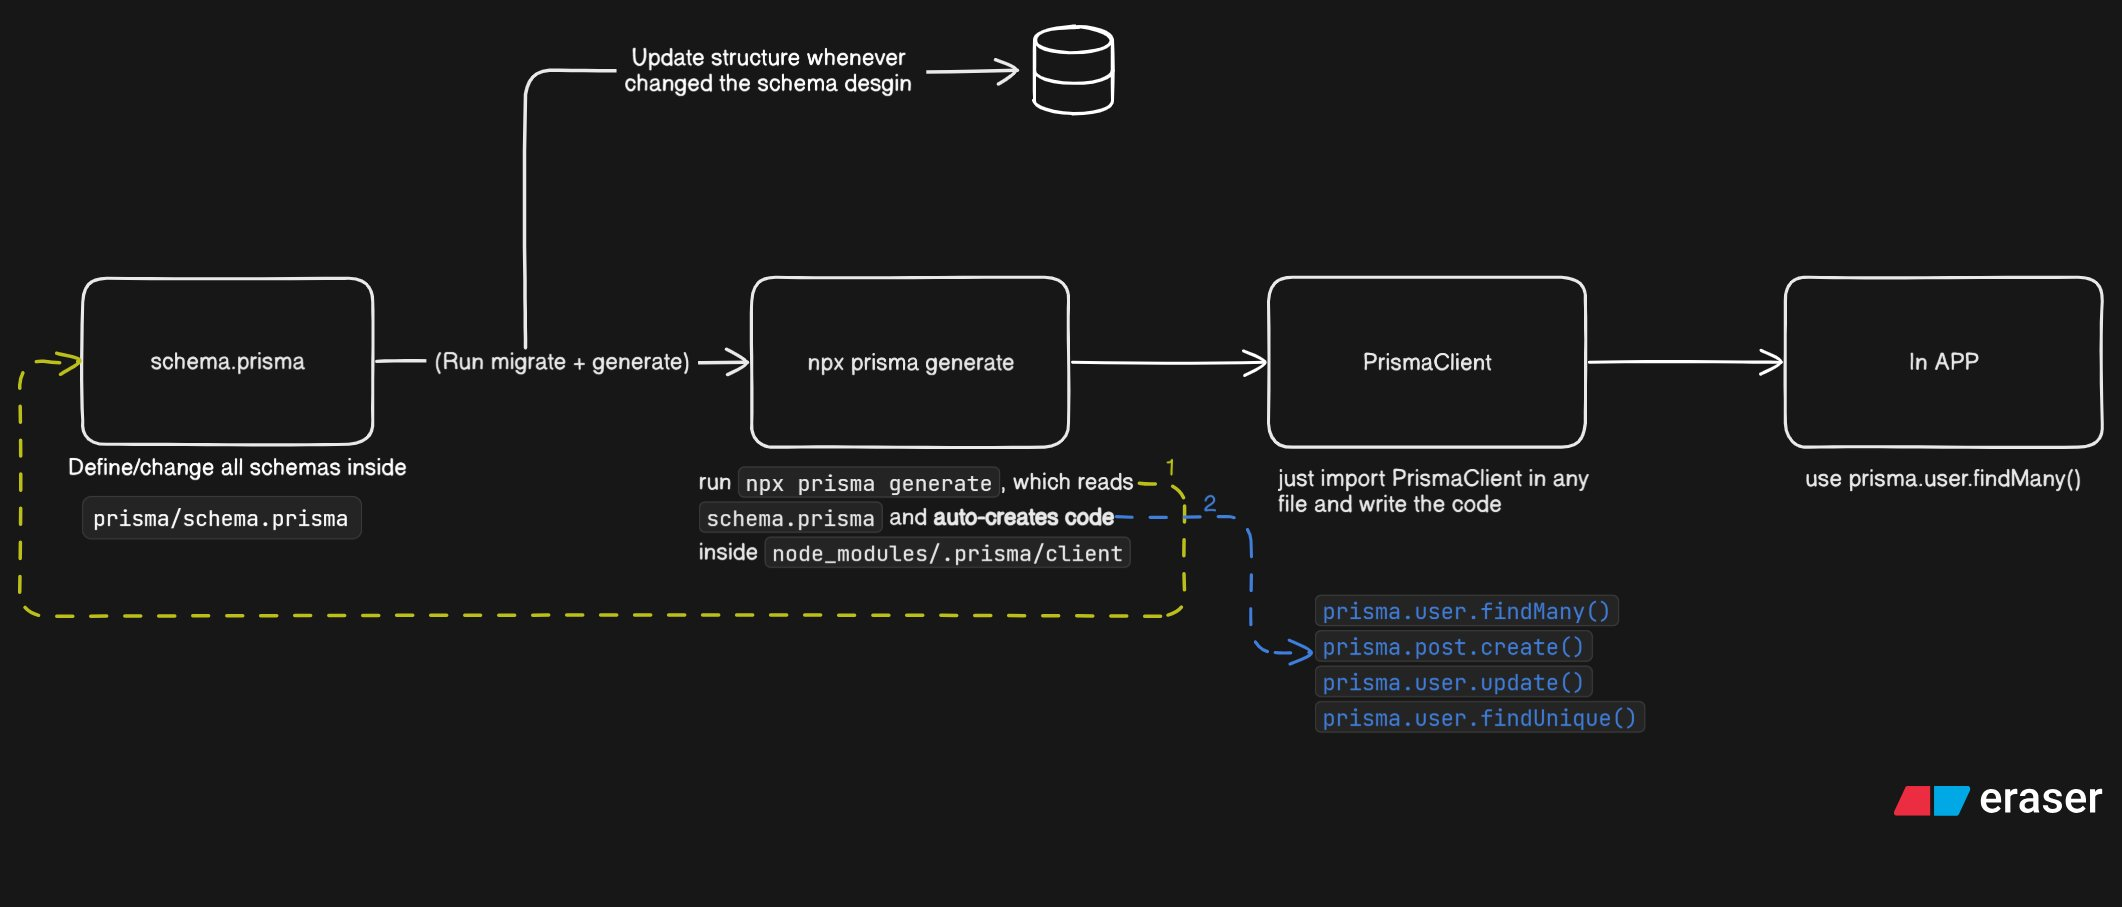 Update structure whenever
changed the schema desgin
schema.prisma
(Run migrate + generate)
npx prisma generate
PrismaClient
In APP
Define/change all schemas inside
prisma/schema.prisma
run npx prisma generate, which reads
schema.prisma and auto-creates code
inside node_modules/.prisma/client
1
2
just import PrismaClient in any
file and write the code
use prisma.user.findMany()
prisma.user.findMany()
prisma.post.create()
prisma.user.update()
prisma.user.findUnique()
eraser